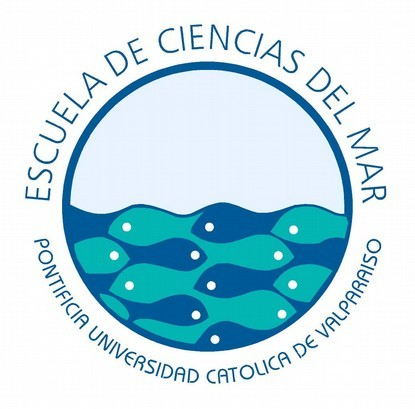 ESCUELA DE CIENCIAS DEL MAR
PONTIFICIA UNIVERSIDAD CATOLICA DE VALPARAISO